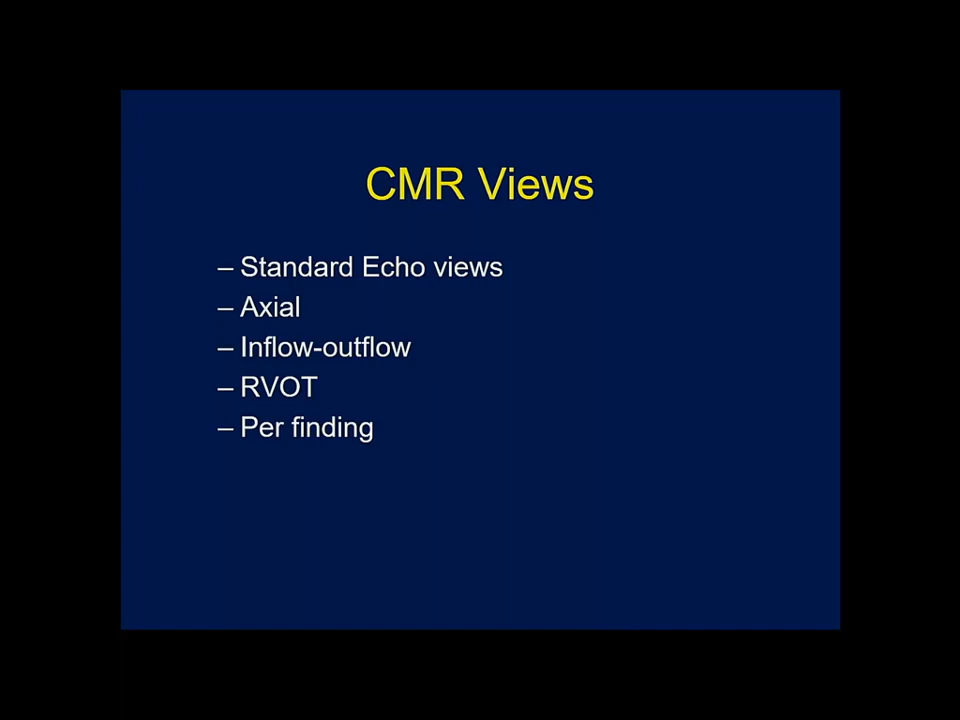 CMR Views
– Standard Echo views
– Axial
– Inflow-outflow
– RVOT
– Per finding